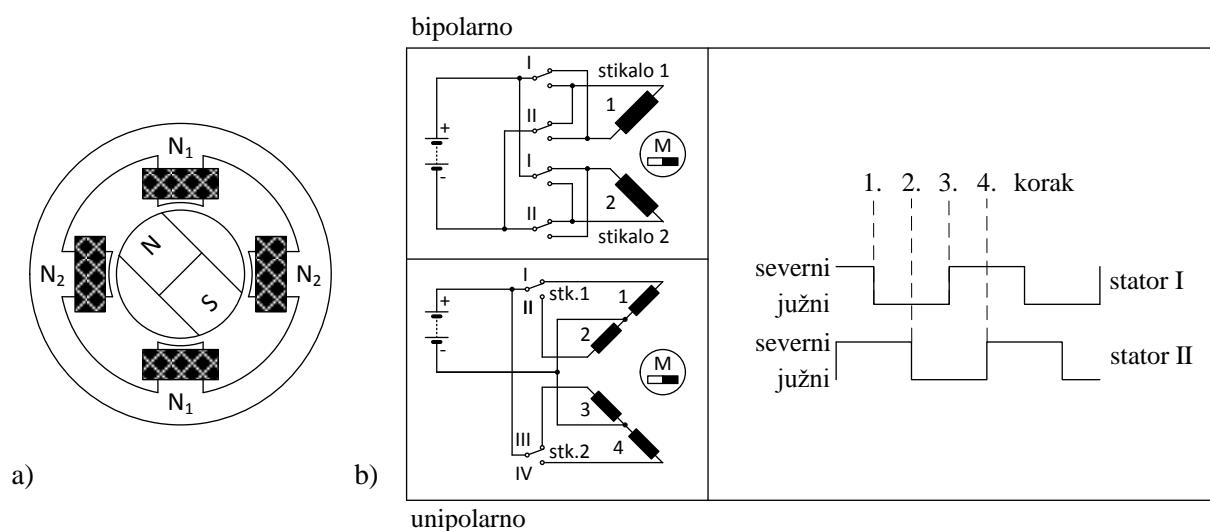 bipolarno
I
stikalo 1
+
-
1
II
M
I
2
II
stikalo 2
N₁
N₂
N
S
N₂
N₁
a)
b)
I
stk.1
1
II
+
-
2
M
3
III
stk.2
4
IV
unipolarno
1. 2. 3. 4. korak
severni
južni
stator I
severni
južni
stator II